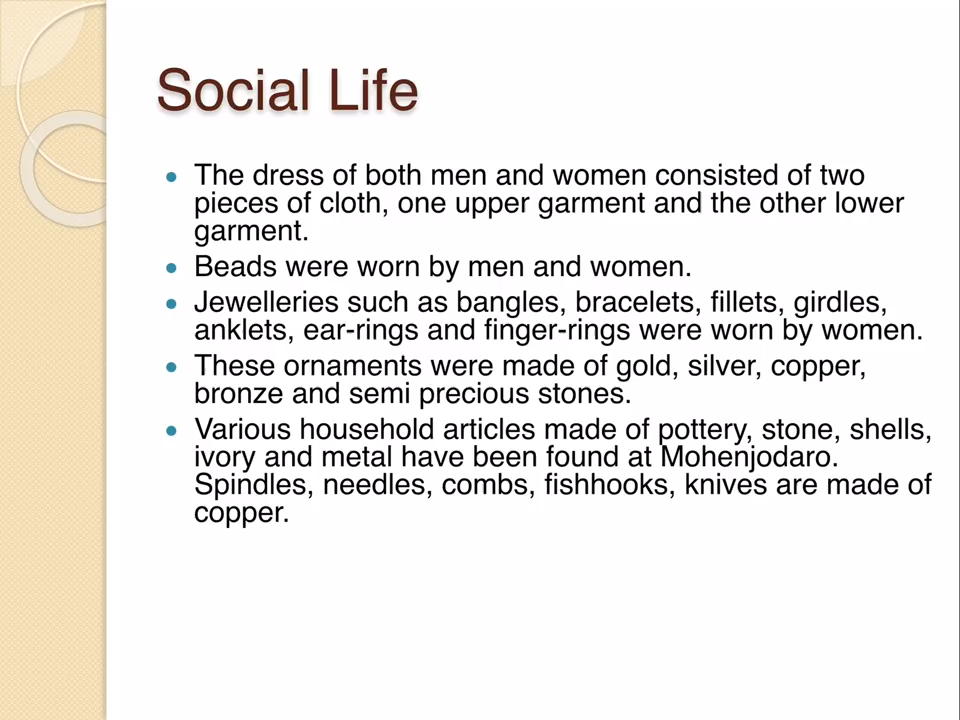 Social Life
The dress of both men and women consisted of two
pieces of cloth, one upper garment and the other lower
garment.
Beads were worn by men and women.
Jewelleries such as bangles, bracelets, fillets, girdles,
anklets, ear-rings and finger-rings were worn by women.
These ornaments were made of gold, silver, copper,
bronze and semi precious stones.
Various household articles made of pottery, stone, shells,
ivory and metal have been found at Mohenjodaro.
Spindles, needles, combs, fishhooks, knives are made of
copper.